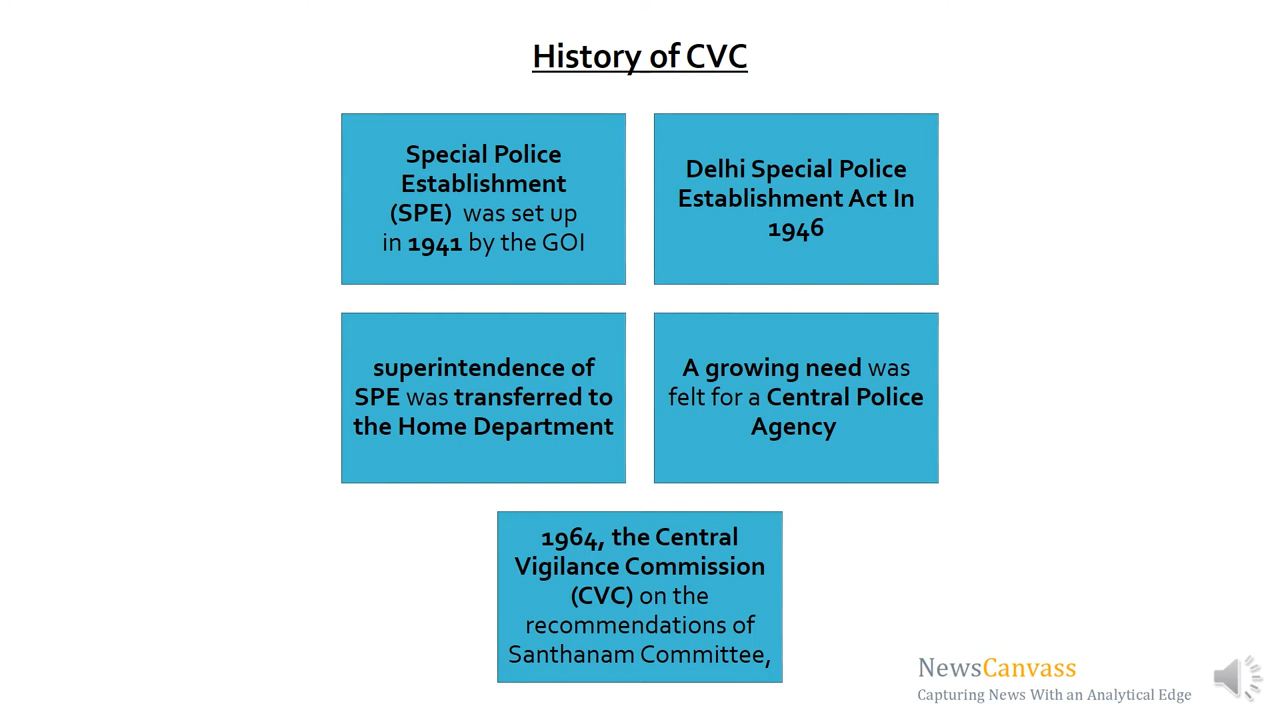 History of CVC
Special Police
Establishment
(SPE) was set up
in 1941 by the GOI
Delhi Special Police
Establishment Act In
1946
superintendence of
SPE was transferred to
the Home Department
A growing need was
felt for a Central Police
Agency
1964, the Central
Vigilance Commission
(CVC) on the
recommendations of
Santhanam Committee,
NewsCanvass
Capturing News With an Analytical Edge